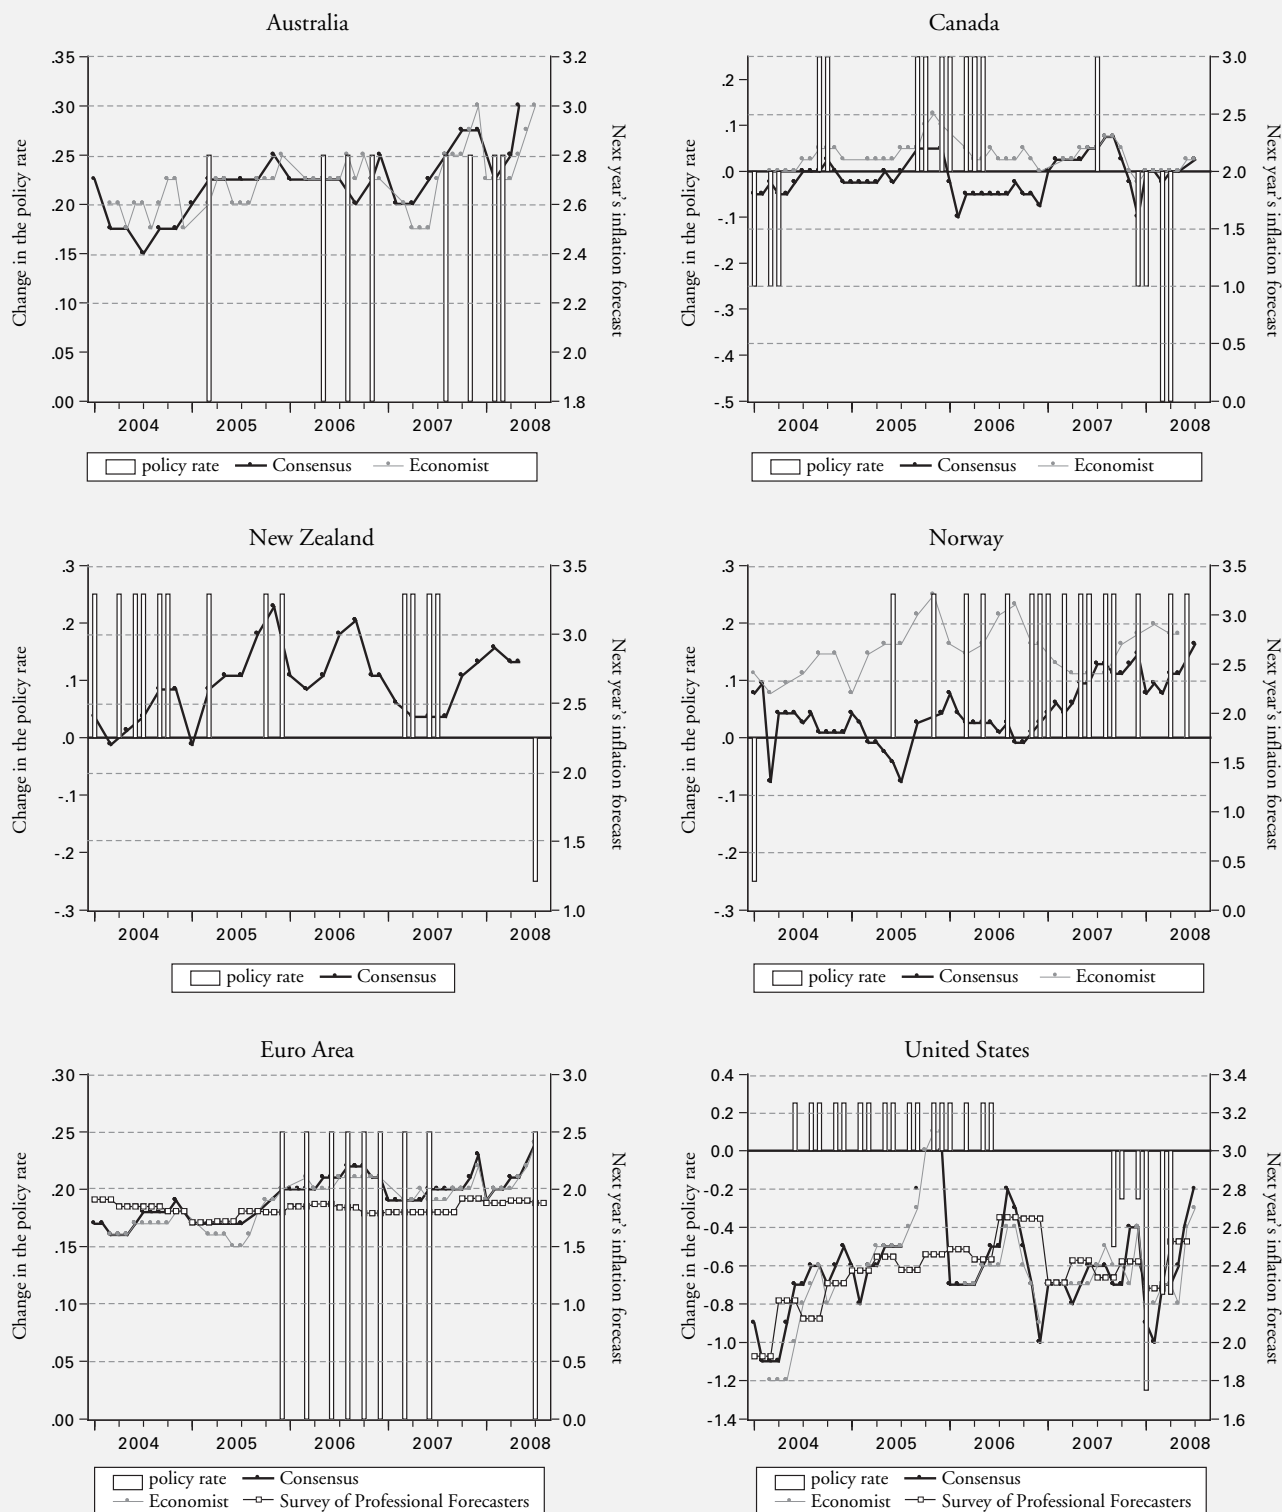 Australia
Canada
.35
.30
.25
.20
.15
.10
.05
.00
Change in the policy rate
3.2
3.0
2.8
2.6
2.4
2.2
2.0
1.8
Next year's inflation forecast
2004 2005 2006 2007 2008
policy rate Consensus Economist
.2
.1
.0
-.1
-.2
-.3
-.4
-.5
Change in the policy rate
3.0
2.5
2.0
1.5
1.0
0.5
0.0
Next year's inflation forecast
2004 2005 2006 2007 2008
policy rate Consensus Economist
New Zealand
Norway
.3
.2
.1
.0
-.1
-.2
-.3
Change in the policy rate
3.5
3.0
2.5
2.0
1.5
1.0
Next year's inflation forecast
2004 2005 2006 2007 2008
policy rate Consensus
.3
.2
.1
.0
-.1
-.2
-.3
Change in the policy rate
3.5
3.0
2.5
2.0
1.5
1.0
0.5
0.0
Next year's inflation forecast
2004 2005 2006 2007 2008
policy rate Consensus Economist
Euro Area
United States
.30
.25
.20
.15
.10
.05
.00
Change in the policy rate
3.0
2.5
2.0
1.5
1.0
0.5
0.0
Next year's inflation forecast
2004 2005 2006 2007 2008
policy rate Consensus
Economist Survey of Professional Forecasters
0.4
0.2
0.0
-0.2
-0.4
-0.6
-0.8
-1.0
-1.2
-1.4
Change in the policy rate
3.4
3.2
3.0
2.8
2.6
2.4
2.2
2.0
1.8
1.6
Next year's inflation forecast
2004 2005 2006 2007 2008
policy rate Consensus
Economist Survey of Professional Forecasters